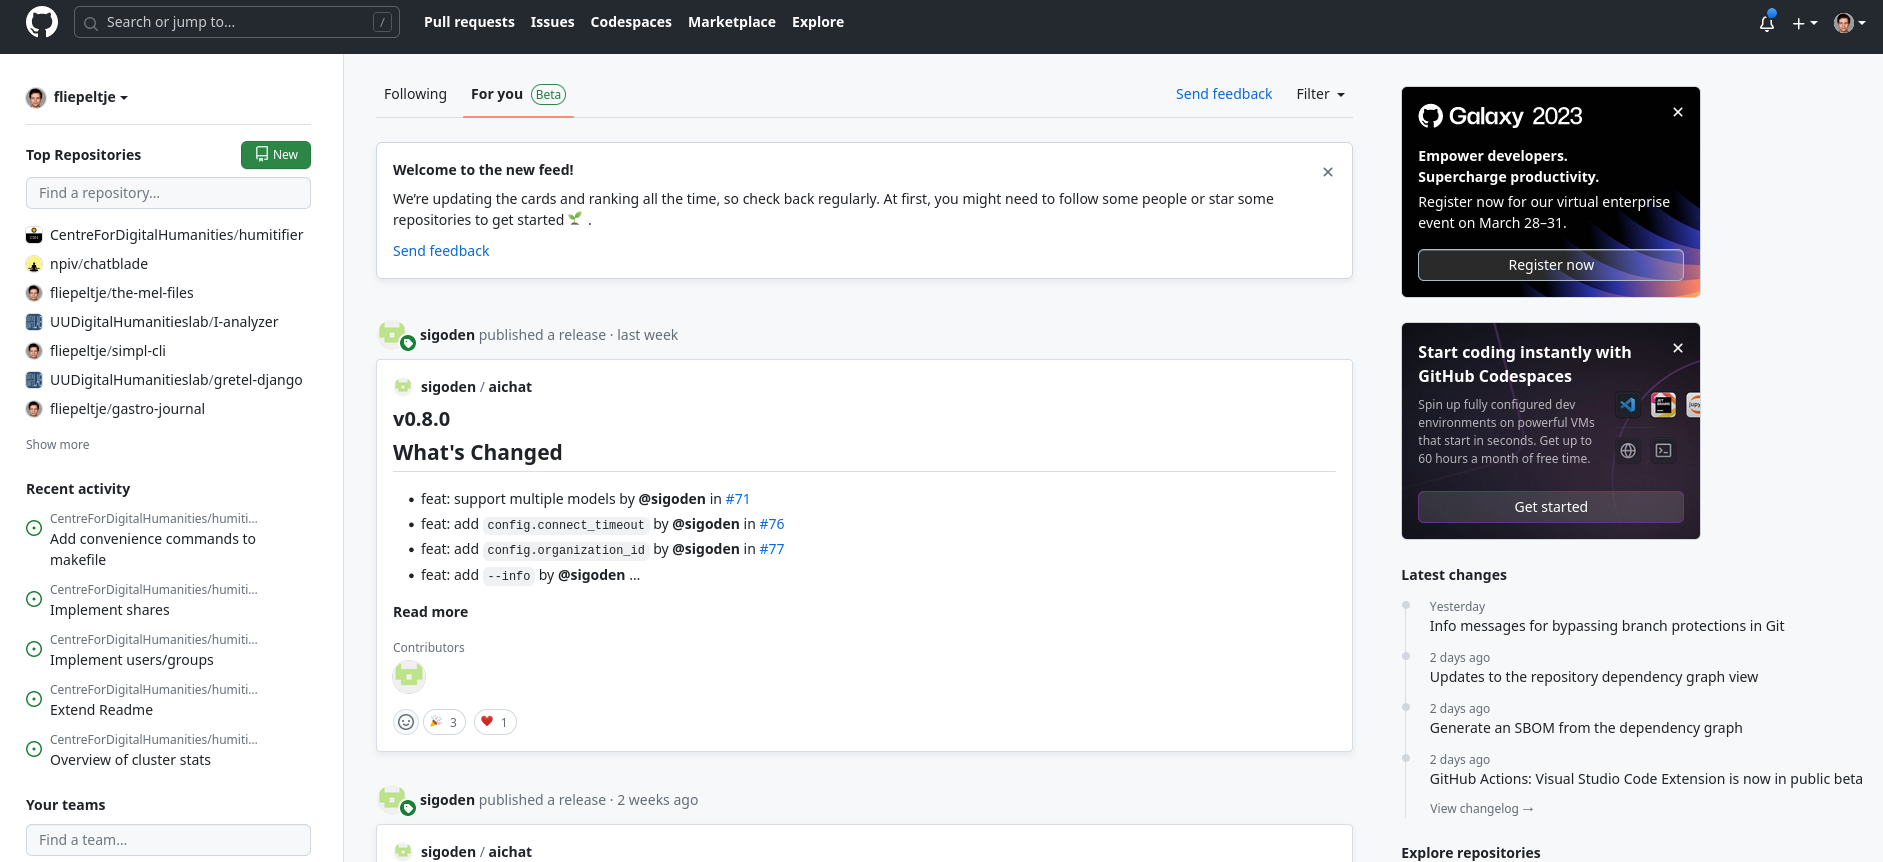 Search or jump to...
/
Pull requests
Issues
Codespaces
Marketplace
Explore
fliepeltje
Top Repositories
New
Find a repository…
CentreForDigitalHumanities/humitifier
npiv/chatblade
fliepeltje/the-mel-files
UUDigitalHumanitieslab/I-analyzer
fliepeltje/simpl-cli
UUDigitalHumanitieslab/gretel-django
fliepeltje/gastro-journal
Show more
Recent activity
CentreForDigitalHumanities/humiti…
Add convenience commands to
makefile
CentreForDigitalHumanities/humiti…
Implement shares
CentreForDigitalHumanities/humiti…
Implement users/groups
CentreForDigitalHumanities/humiti…
Extend Readme
CentreForDigitalHumanities/humiti…
Overview of cluster stats
Your teams
Find a team…
Following
For you Beta
Send feedback
Filter
Welcome to the new feed!
We’re updating the cards and ranking all the time, so check back regularly. At first, you might need to follow some people or star some
repositories to get started 🌱 .
Send feedback
sigoden published a release · last week
sigoden / aichat
v0.8.0
What's Changed
• feat: support multiple models by @sigoden in #71
• feat: add config.connect_timeout by @sigoden in #76
• feat: add config.organization_id by @sigoden in #77
• feat: add --info by @sigoden …
Read more
Contributors
🎉 3
❤️ 1
sigoden published a release · 2 weeks ago
sigoden / aichat
Galaxy 2023
Empower developers.
Supercharge productivity.
Register now for our virtual enterprise
event on March 28–31.
Register now
Start coding instantly with
GitHub Codespaces
Spin up fully configured dev
environments on powerful VMs
that start in seconds. Get up to
60 hours a month of free time.
Get started
Latest changes
Yesterday
Info messages for bypassing branch protections in Git
2 days ago
Updates to the repository dependency graph view
2 days ago
Generate an SBOM from the dependency graph
2 days ago
GitHub Actions: Visual Studio Code Extension is now in public beta
View changelog →
Explore repositories